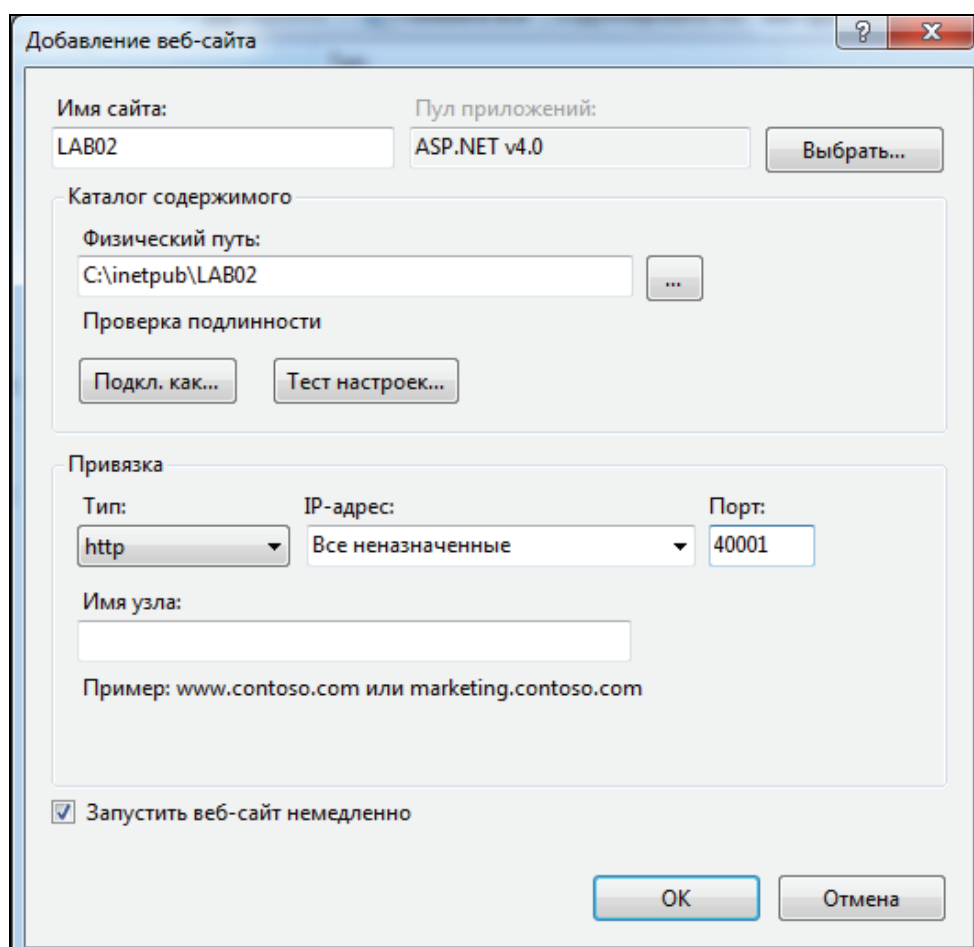 Добавление веб-сайта
Имя сайта:
Пул приложений:
LAB02
ASP.NET v4.0
Выбрать...
Каталог содержимого
Физический путь:
C:\inetpub\LAB02
...
Проверка подлинности
Подкл. как...
Тест настроек...
Привязка
Тип:
IP-адрес:
Порт:
http
Все неназначенные
40001
Имя узла:
Пример: www.contoso.com или marketing.contoso.com
Запустить веб-сайт немедленно
ОК
Отмена